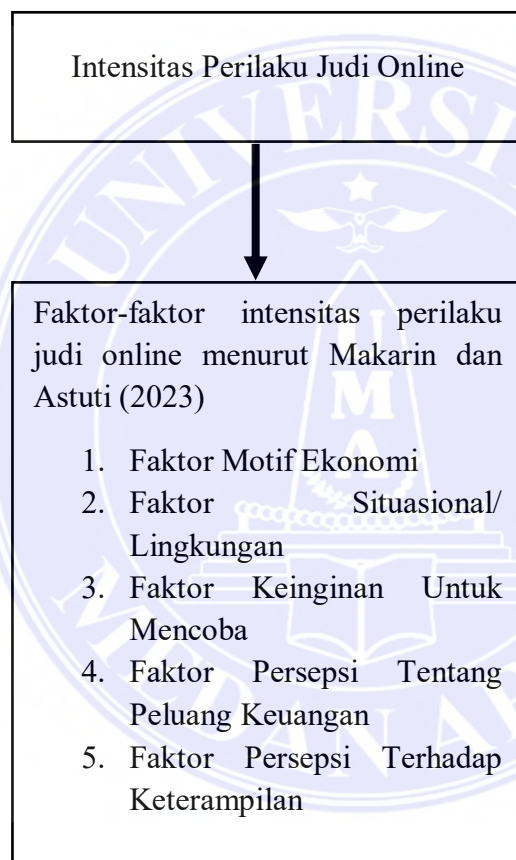 Intensitas Perilaku Judi Online
Faktor-faktor intensitas perilaku
judi online menurut Makarin dan
Astuti (2023)
1. Faktor Motif Ekonomi
2. Faktor Situasional/
Lingkungan
3. Faktor Keinginan Untuk
Mencoba
4. Faktor Persepsi Tentang
Peluang Keuangan
5. Faktor Persepsi Terhadap
Keterampilan